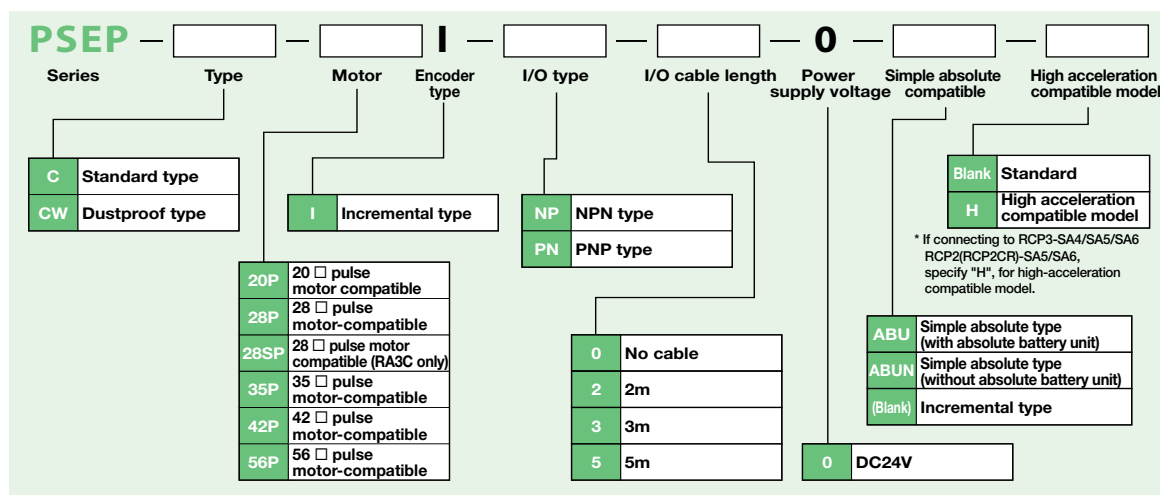 PSEP — — I — — — 0 — —
Series
Type
Motor
Encoder
type
I/O type
I/O cable length
Power
supply voltage
Simple absolute
compatible
High acceleration
compatible model
C Standard type
CW Dustproof type
20P 20 □ pulse
motor compatible
28P 28 □ pulse
motor-compatible
28SP 28 □ pulse motor
compatible (RA3C only)
35P 35 □ pulse
motor-compatible
42P 42 □ pulse
motor-compatible
56P 56 □ pulse
motor-compatible
I Incremental type
NP NPN type
PN PNP type
0 No cable
2 2m
3 3m
5 5m
0 DC24V
ABU Simple absolute type
(with absolute battery unit)
ABUN Simple absolute type
(without absolute battery unit)
(Blank) Incremental type
Blank Standard
H High acceleration
compatible model
* If connecting to RCP3-SA4/SA5/SA6
RCP2(RCP2CR)-SA5/SA6,
specify "H", for high-acceleration
compatible model.